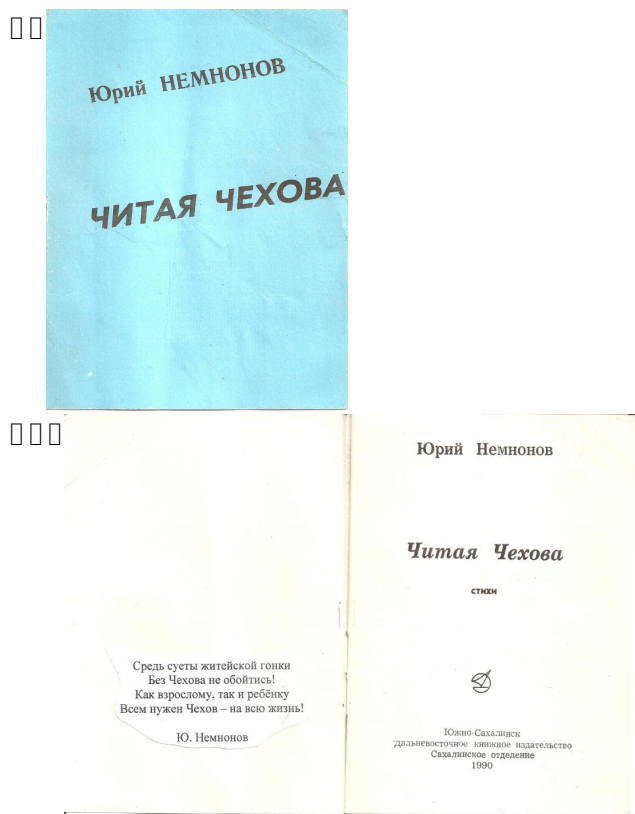 Юрий НЕМНОНОВ
ЧИТАЯ ЧЕХОВА
Средь суеты житейской гонки
Без Чехова не обойтись!
Как взрослому, так и ребёнку
Всем нужен Чехов – на всю жизнь!
Ю. Немнонов
Юрий Немнонов
Читая Чехова
стихи
Южно-Сахалинск
Дальневосточное книжное издательство
Сахалинское отделение
1990